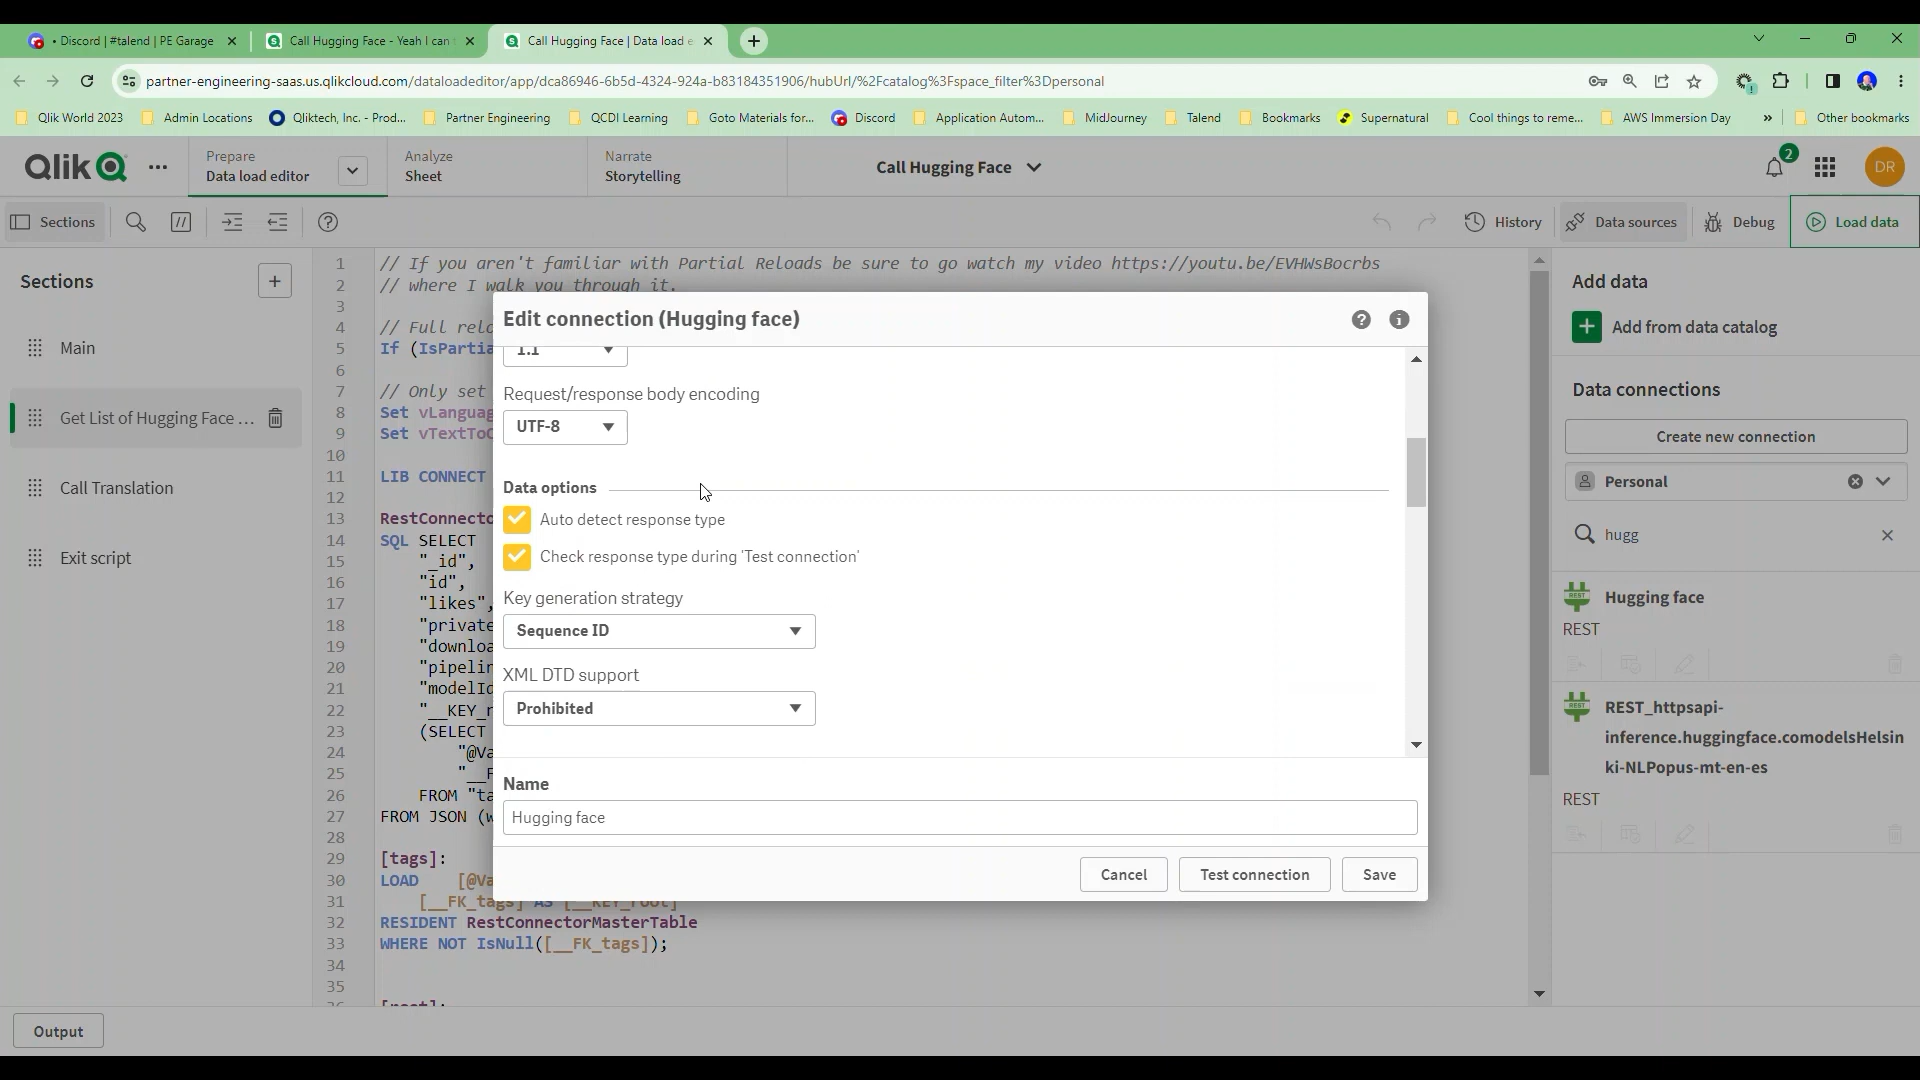 • Discord | #talend | PE Garage
Call Hugging Face - Yeah I can t
Call Hugging Face | Data load e
partner-engineering-saas.us.qlikcloud.com/dataloadeditor/app/dca86946-6b5d-4324-924a-b83184351906/hubUrl/%2Fcatalog%3Fspace_filter%3Dpersonal
Qlik World 2023
Admin Locations
Qliktech, Inc. - Prod...
Partner Engineering
QCDI Learning
Goto Materials for...
Discord
Application Autom...
MidJourney
Talend
Bookmarks
Supernatural
Cool things to reme...
AWS Immersion Day
»
Other bookmarks
Qlik
Prepare
Data load editor
Analyze
Sheet
Narrate
Storytelling
Call Hugging Face
2
DR
Sections
History
Data sources
Debug
Load data
Sections
Main
Get List of Hugging Face ...
Call Translation
Exit script
1 // If you aren't familiar with Partial Reloads be sure to go watch my video https://youtu.be/EVHWsBocrbs
2 // where I walk you through it.
3
4 // Full relo
5 If (IsPartia
6
7 // Only set
8 Set vLanguag
9 Set vTextToC
10
11 LIB CONNECT
12
13 RestConnecto
14 SQL SELECT
15 "_id",
16 "id",
17 "likes",
18 "private
19 "downloa
20 "pipelin
21 "modelId
22 "__KEY_r
23 (SELECT
24 "@Va
25 "__F
26 FROM "ta
27 FROM JSON (w
28
29 [tags]:
30 LOAD [@Va
31 [__FK_tags] AS [__KEY_root]
32 RESIDENT RestConnectorMasterTable
33 WHERE NOT IsNull([__FK_tags]);
34
35
Edit connection (Hugging face)
1.1
Request/response body encoding
UTF-8
Data options
Auto detect response type
Check response type during 'Test connection'
Key generation strategy
Sequence ID
XML DTD support
Prohibited
Name
Hugging face
Cancel
Test connection
Save
Add data
Add from data catalog
Data connections
Create new connection
Personal
hugg
REST
Hugging face
REST
REST
REST_httpsapi-
inference.huggingface.comodelsHelsin
ki-NLPopus-mt-en-es
REST
Output